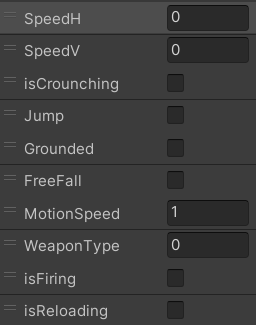 SpeedH 0
SpeedV 0
isCrounching
Jump
Grounded
FreeFall
MotionSpeed 1
WeaponType 0
isFiring
isReloading